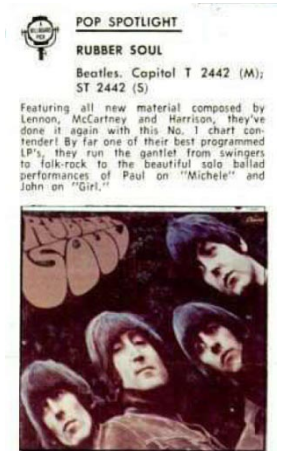 A
BILLBOARD
PICK
POP SPOTLIGHT
RUBBER SOUL
Beatles. Capitol T 2442 (M);
ST 2442 (S)
Featuring all new material composed by
Lennon, McCartney and Harrison, they've
done it again with this No. 1 chart con-
tender! By far one of their best programmed
LP's, they run the gantlet from swingers
to folk-rock to the beautiful solo ballad
performances of Paul on "Michele" and
John on "Girl."
RUBBER
SOUL